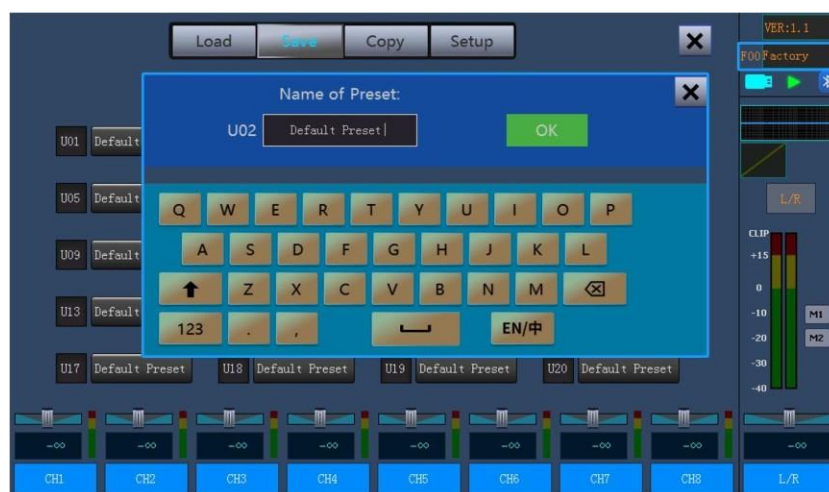 Load Save Copy Setup
VER:1.1
F00 Factory
Name of Preset:
U02 Default Preset
OK
U01 Default
U05 Default
U09 Default
U13 Default
U17 Default Preset U18 Default Preset U19 Default Preset U20 Default Preset
Q W E R T Y U I O P
A S D F G H J K L
Z X C V B N M
123 . , EN/中
L/R
CLIP
+15
0
-10
-20
-30
-40
M1
M2
-∞ -∞ -∞ -∞ -∞ -∞ -∞ -∞ -∞
CH1 CH2 CH3 CH4 CH5 CH6 CH7 CH8 L/R